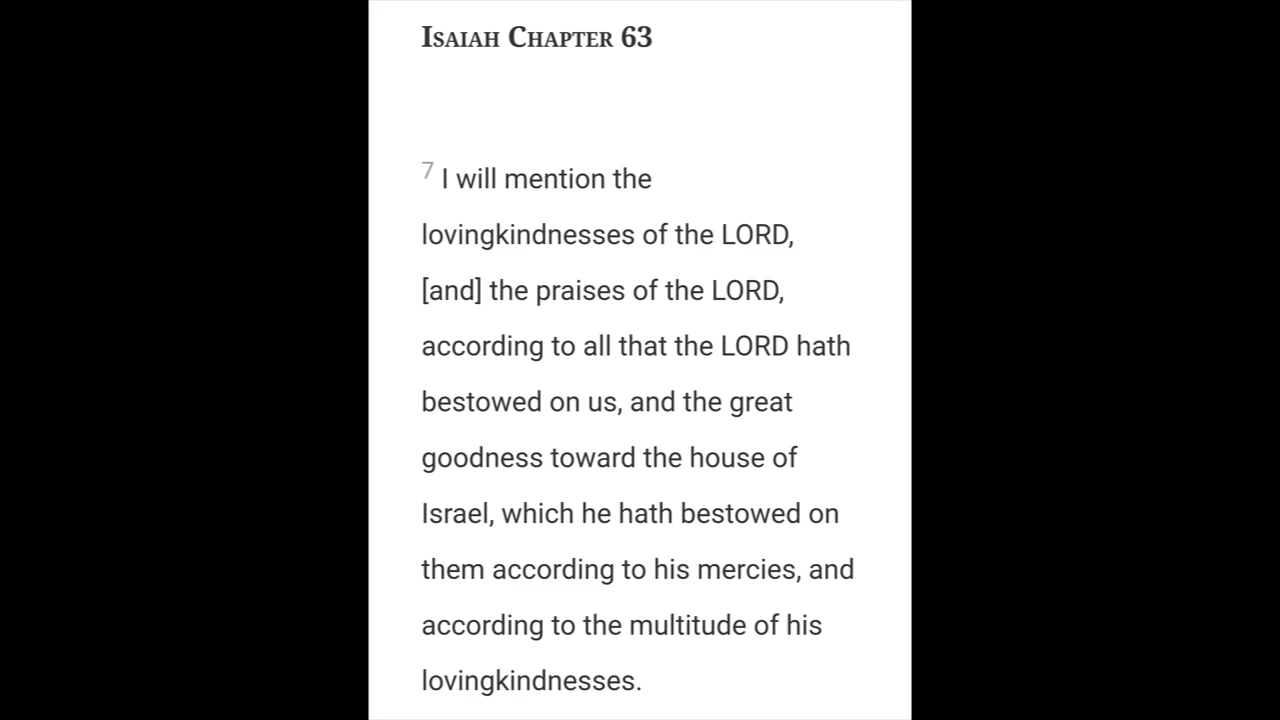 Isaiah Chapter 63
7 I will mention the
lovingkindnesses of the LORD,
[and] the praises of the LORD,
according to all that the LORD hath
bestowed on us, and the great
goodness toward the house of
Israel, which he hath bestowed on
them according to his mercies, and
according to the multitude of his
lovingkindnesses.